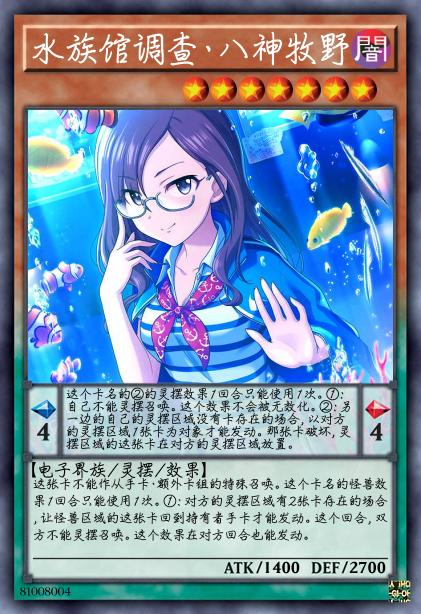 水族馆调查·八神牧野
闇
这个卡名的②的灵摆效果1回合只能使用1次。①:
自己不能灵摆召唤。这个效果不会被无效化。②:另
一边的自己的灵摆区域没有卡存在的场合,以对方
的灵摆区域1张卡为对象才能发动。那张卡破坏,灵
摆区域的这张卡在对方的灵摆区域放置。
4
4
【电子界族/灵摆/效果】
这张卡不能作从手卡·额外卡组的特殊召唤。这个卡名的怪兽效
果1回合只能使用1次。①:对方的灵摆区域有2张卡存在的场合
,让怪兽区域的这张卡回到持有者手卡才能发动。这个回合,双
方不能灵摆召唤。这个效果在对方回合也能发动。
ATK/1400 DEF/2700
81008004